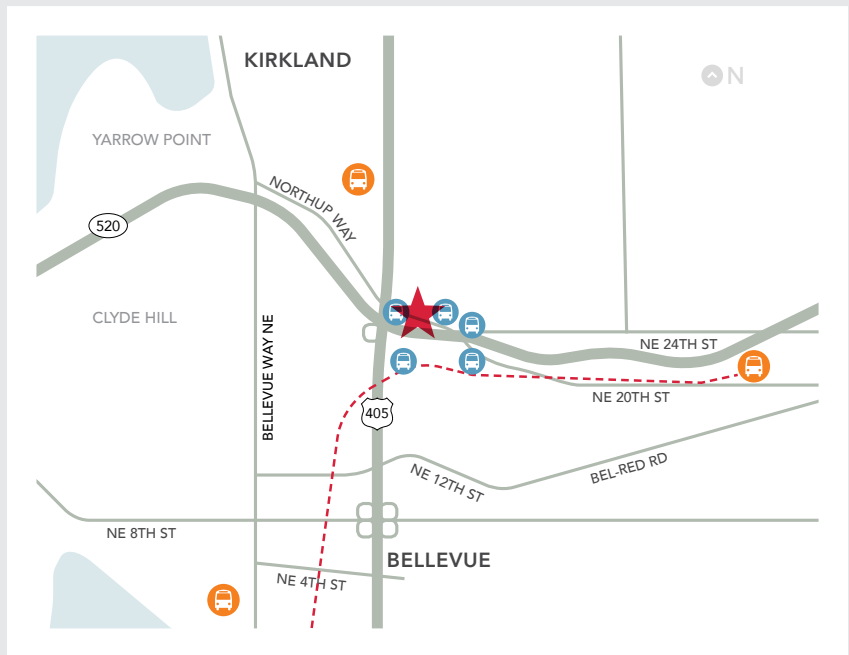 KIRKLAND
N
YARROW POINT
NORTHUP WAY
520
CLYDE HILL
BELLEVUE WAY NE
NE 24TH ST
NE 20TH ST
405
NE 12TH ST
BEL-RED RD
NE 8TH ST
BELLEVUE
NE 4TH ST